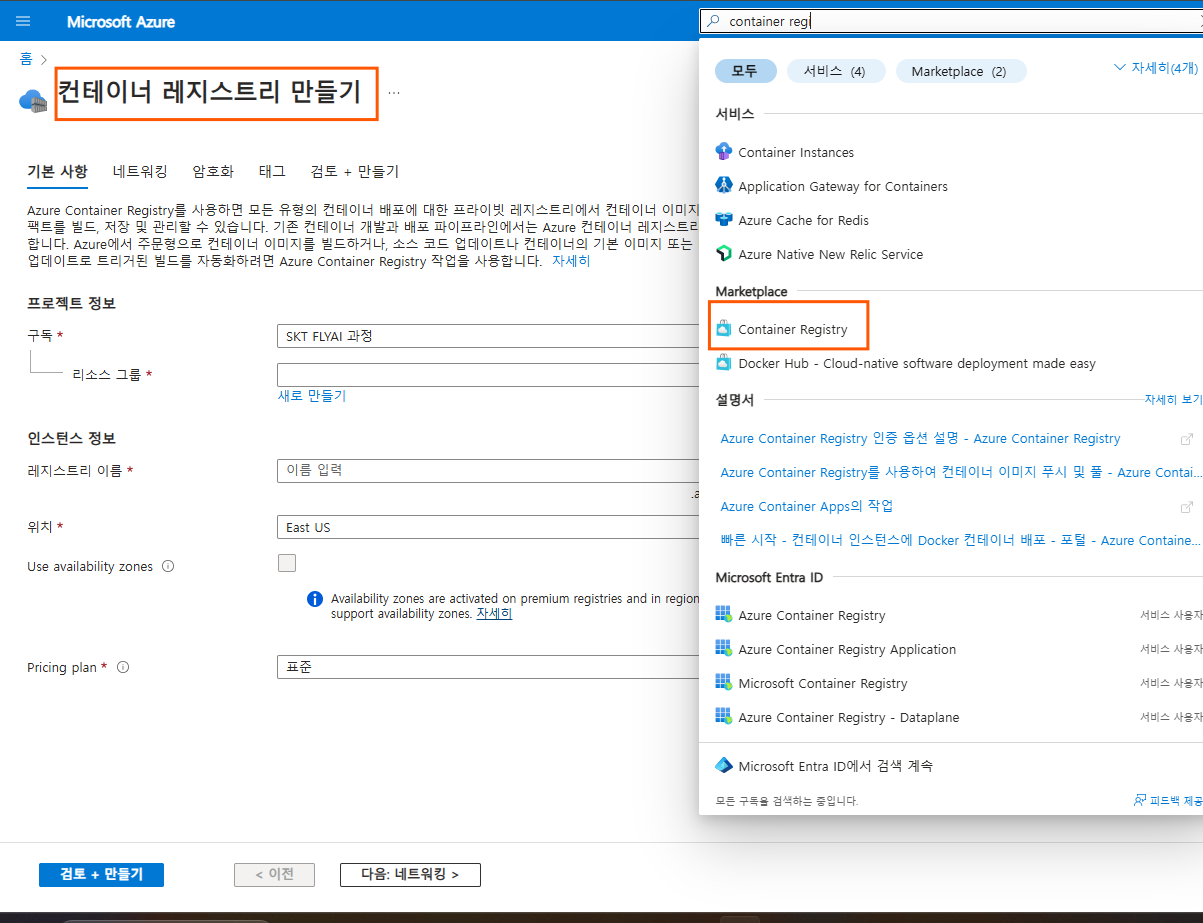 Microsoft Azure
container regi
홈
컨테이너 레지스트리 만들기
...
기본 사항 네트워킹 암호화 태그 검토 + 만들기
Azure Container Registry를 사용하면 모든 유형의 컨테이너 배포에 대한 프라이빗 레지스트리에서 컨테이너 이미지
팩트를 빌드, 저장 및 관리할 수 있습니다. 기존 컨테이너 개발과 배포 파이프라인에서는 Azure 컨테이너 레지스트리
합니다. Azure에서 주문형으로 컨테이너 이미지를 빌드하거나, 소스 코드 업데이트나 컨테이너의 기본 이미지 또는
업데이트로 트리거된 빌드를 자동화하려면 Azure Container Registry 작업을 사용합니다. 자세히
프로젝트 정보
구독 *
SKT FLYAI 과정
리소스 그룹 *
새로 만들기
인스턴스 정보
레지스트리 이름 *
이름 입력
.a
위치 *
East US
Use availability zones
Availability zones are activated on premium registries and in region
support availability zones. 자세히
Pricing plan *
표준
검토 + 만들기
< 이전
다음: 네트워킹 >
모두
서비스 (4)
Marketplace (2)
자세히(4개)
서비스
Container Instances
Application Gateway for Containers
Azure Cache for Redis
Azure Native New Relic Service
Marketplace
Container Registry
Docker Hub - Cloud-native software deployment made easy
설명서
자세히 보기
Azure Container Registry 인증 옵션 설명 - Azure Container Registry
Azure Container Registry를 사용하여 컨테이너 이미지 푸시 및 풀 - Azure Contai...
Azure Container Apps의 작업
빠른 시작 - 컨테이너 인스턴스에 Docker 컨테이너 배포 - 포털 - Azure Containe...
Microsoft Entra ID
Azure Container Registry 서비스 사용자
Azure Container Registry Application 서비스 사용자
Microsoft Container Registry 서비스 사용자
Azure Container Registry - Dataplane 서비스 사용자
Microsoft Entra ID에서 검색 계속
모든 구독을 검색하는 중입니다.
피드백 제공